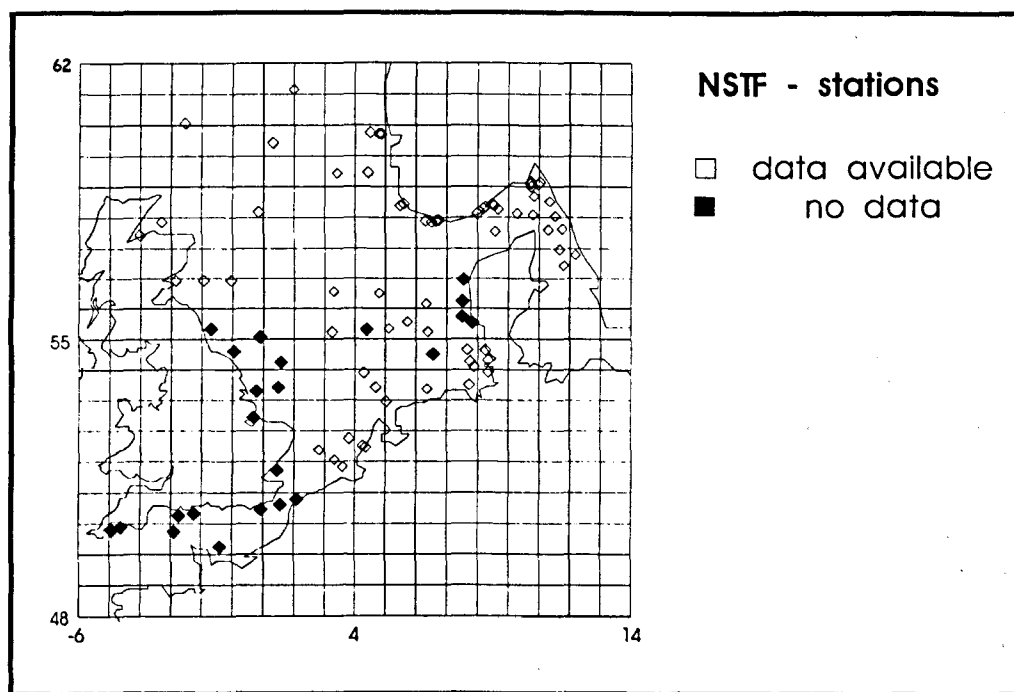 62
NSTF - stations
data available
no data
55
48
-6 4 14